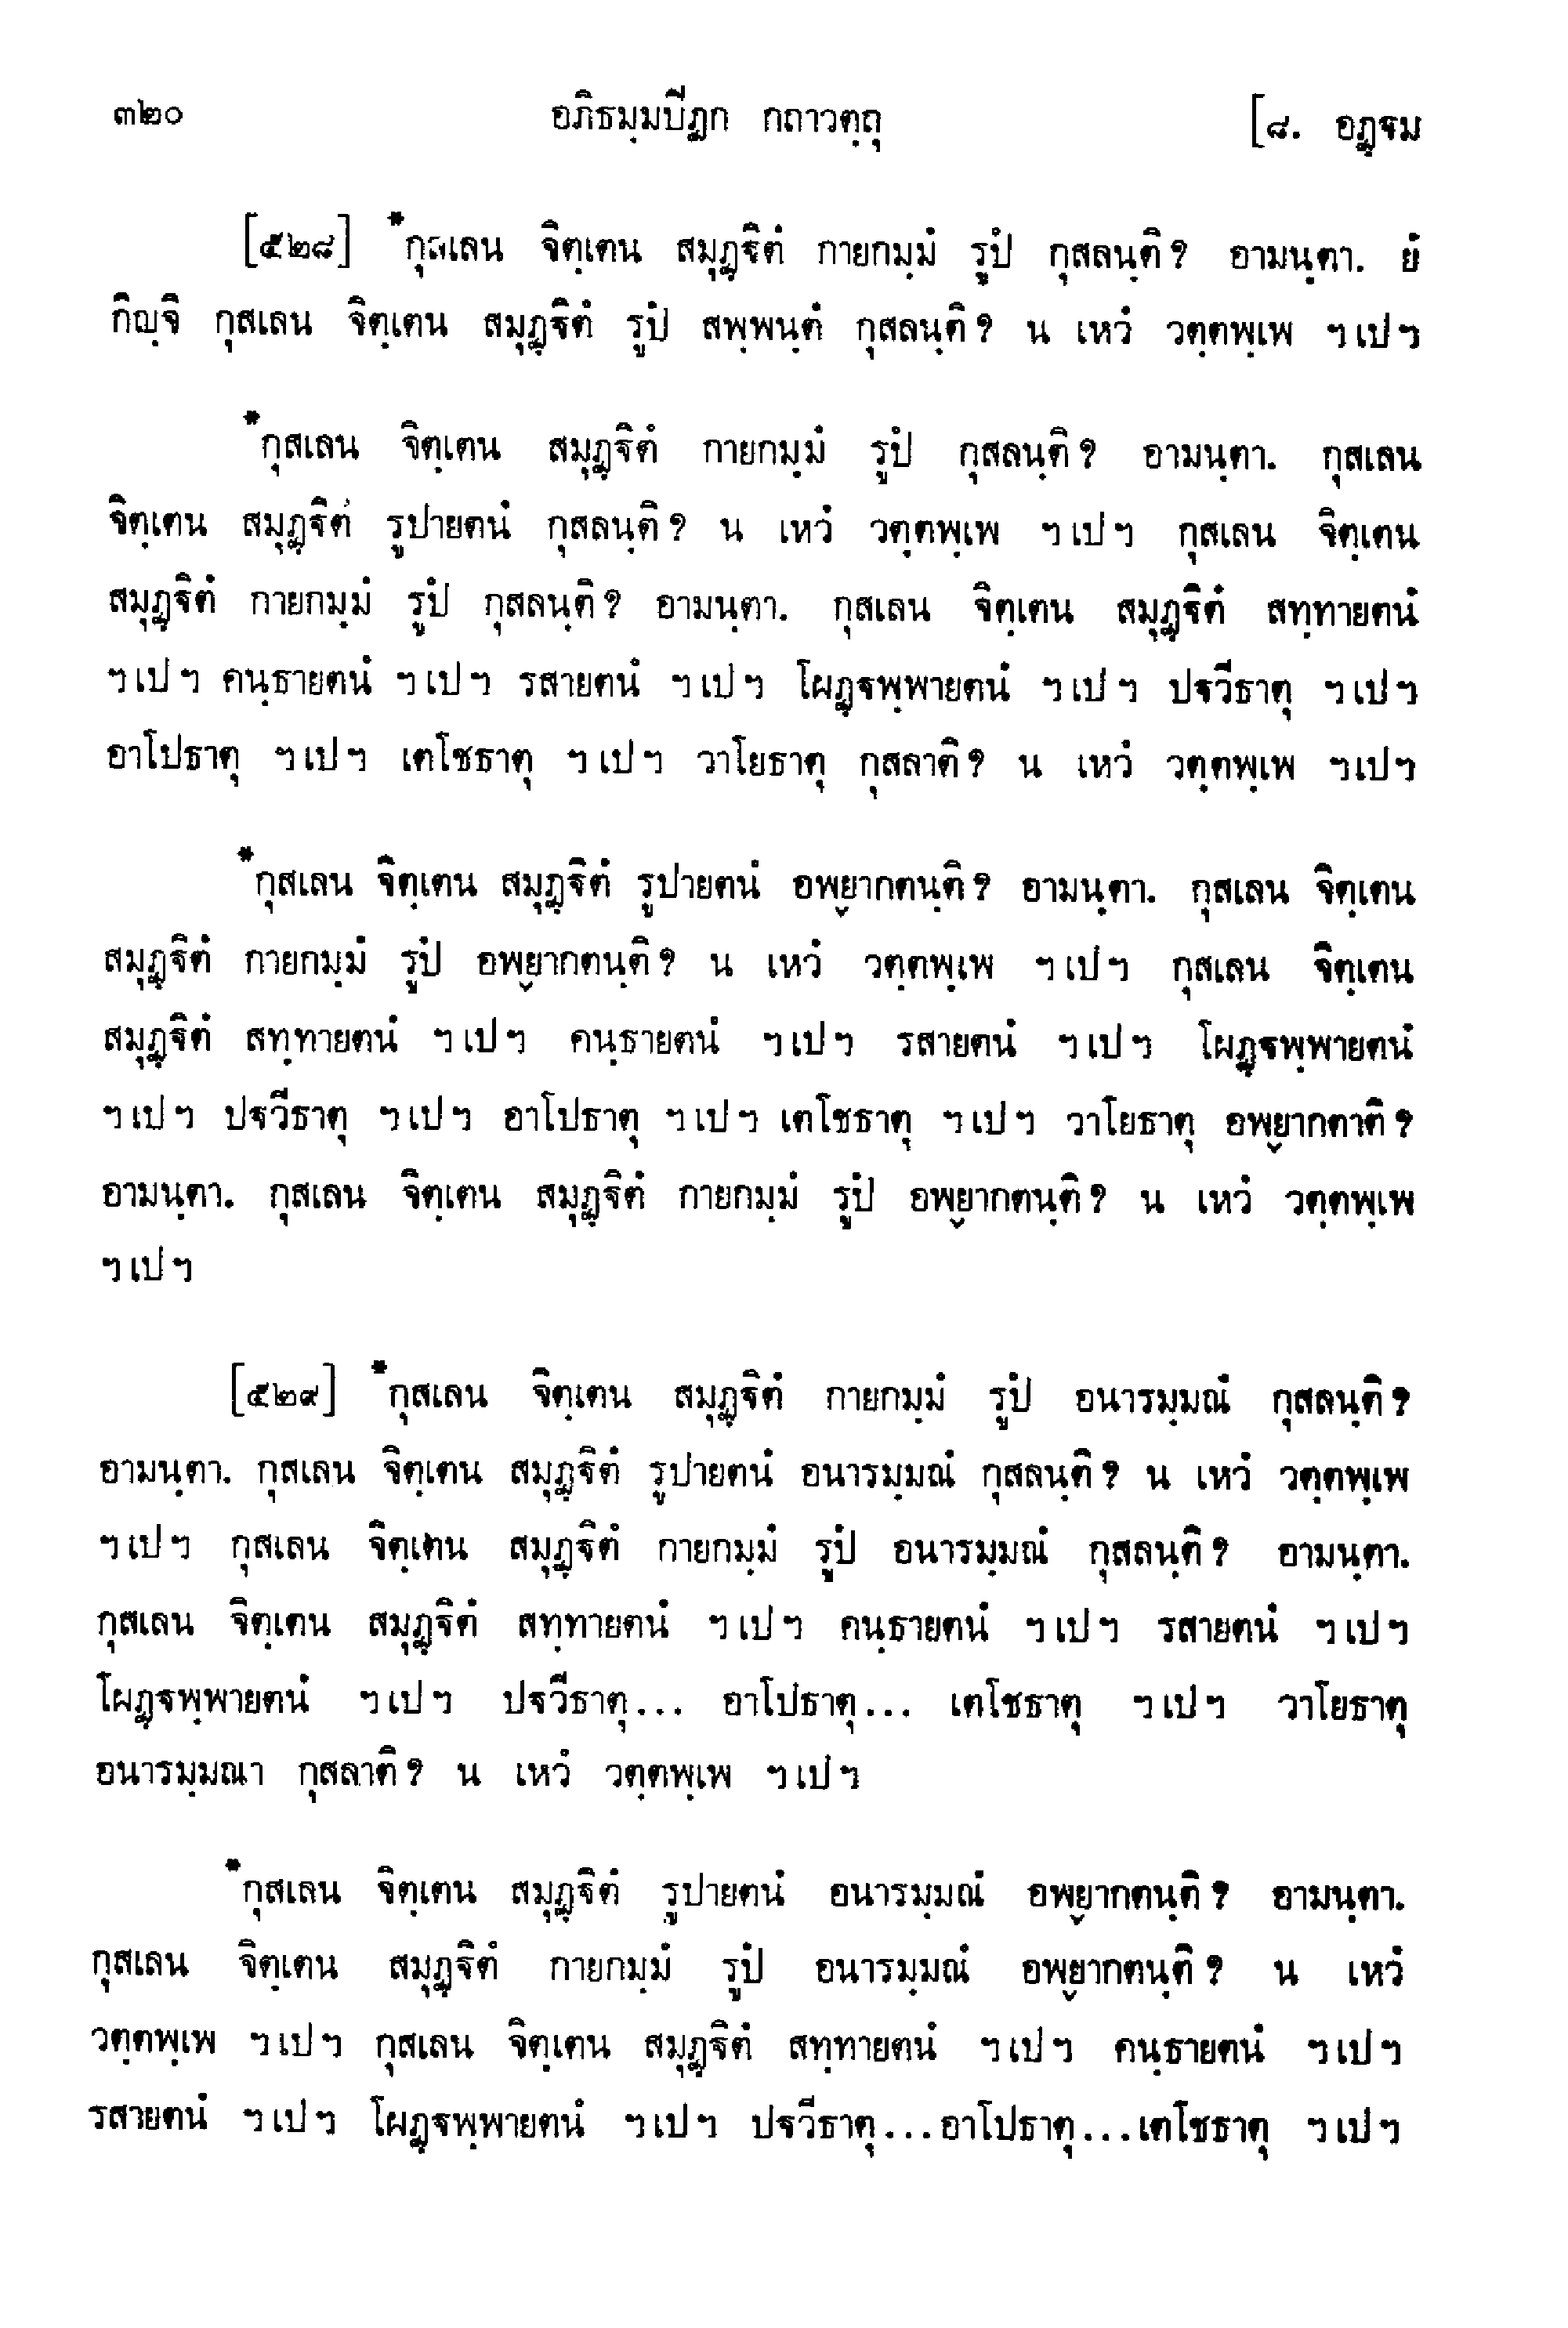 ๓๒๐ อภิธมฺมปีฏก กถาวตฺถุ [๘. อฏฺฐม
[๕๒๘] *กุสเลน จิตฺเตน สมุฏฺฐิตํ กายกมฺมํ รูปํ กุสลนฺติ? อามนฺตา. ยํ
กิญฺจิ กุสเลน จิตฺเตน สมุฏฺฐิตํ รูปํ สพฺพนฺตํ กุสลนฺติ? น เหวํ วตฺตพฺเพ ฯเปฯ
*กุสเลน จิตฺเตน สมุฏฺฐิตํ กายกมฺมํ รูปํ กุสลนฺติ? อามนฺตา. กุสเลน
จิตฺเตน สมุฏฺฐิตํ รูปายตนํ กุสลนฺติ? น เหวํ วตฺตพฺเพ ฯเปฯ กุสเลน จิตฺเตน
สมุฏฺฐิตํ กายกมฺมํ รูปํ กุสลนฺติ? อามนฺตา. กุสเลน จิตฺเตน สมุฏฺฐิตํ สทฺทายตนํ
ฯเปฯ คนฺธายตนํ ฯเปฯ รสายตนํ ฯเปฯ โผฏฺฐพฺพายตนํ ฯเปฯ ปฐวีธาตุ ฯเปฯ
อาโปธาตุ ฯเปฯ เตโชธาตุ ฯเปฯ วาโยธาตุ กุสลาติ? น เหวํ วตฺตพฺเพ ฯเปฯ
*กุสเลน จิตฺเตน สมุฏฺฐิตํ รูปายตนํ อพฺยากตนฺติ? อามนฺตา. กุสเลน จิตฺเตน
สมุฏฺฐิตํ กายกมฺมํ รูปํ อพฺยากตนฺติ? น เหวํ วตฺตพฺเพ ฯเปฯ กุสเลน จิตฺเตน
สมุฏฺฐิตํ สทฺทายตนํ ฯเปฯ คนฺธายตนํ ฯเปฯ รสายตนํ ฯเปฯ โผฏฺฐพฺพายตนํ
ฯเปฯ ปฐวีธาตุ ฯเปฯ อาโปธาตุ ฯเปฯ เตโชธาตุ ฯเปฯ วาโยธาตุ อพฺยากตาติ?
อามนฺตา. กุสเลน จิตฺเตน สมุฏฺฐิตํ กายกมฺมํ รูปํ อพฺยากตนฺติ? น เหวํ วตฺตพฺเพ
ฯเปฯ
[๕๒๙] *กุสเลน จิตฺเตน สมุฏฺฐิตํ กายกมฺมํ รูปํ อนารมฺมณํ กุสลนฺติ?
อามนฺตา. กุสเลน จิตฺเตน สมุฏฺฐิตํ รูปายตนํ อนารมฺมณํ กุสลนฺติ? น เหวํ วตฺตพฺเพ
ฯเปฯ กุสเลน จิตฺเตน สมุฏฺฐิตํ กายกมฺมํ รูปํ อนารมฺมณํ กุสลนฺติ? อามนฺตา.
กุสเลน จิตฺเตน สมุฏฺฐิตํ สทฺทายตนํ ฯเปฯ คนฺธายตนํ ฯเปฯ รสายตนํ ฯเปฯ
โผฏฺฐพฺพายตนํ ฯเปฯ ปฐวีธาตุ... อาโปธาตุ... เตโชธาตุ ฯเปฯ วาโยธาตุ
อนารมฺมณา กุสลาติ? น เหวํ วตฺตพฺเพ ฯเปฯ
*กุสเลน จิตฺเตน สมุฏฺฐิตํ รูปายตนํ อนารมฺมณํ อพฺยากตนฺติ? อามนฺตา.
กุสเลน จิตฺเตน สมุฏฺฐิตํ กายกมฺมํ รูปํ อนารมฺมณํ อพฺยากตนฺติ? น เหวํ
วตฺตพฺเพ ฯเปฯ กุสเลน จิตฺเตน สมุฏฺฐิตํ สทฺทายตนํ ฯเปฯ คนฺธายตนํ ฯเปฯ
รสายตนํ ฯเปฯ โผฏฺฐพฺพายตนํ ฯเปฯ ปฐวีธาตุ...อาโปธาตุ...เตโชธาตุ ฯเปฯ